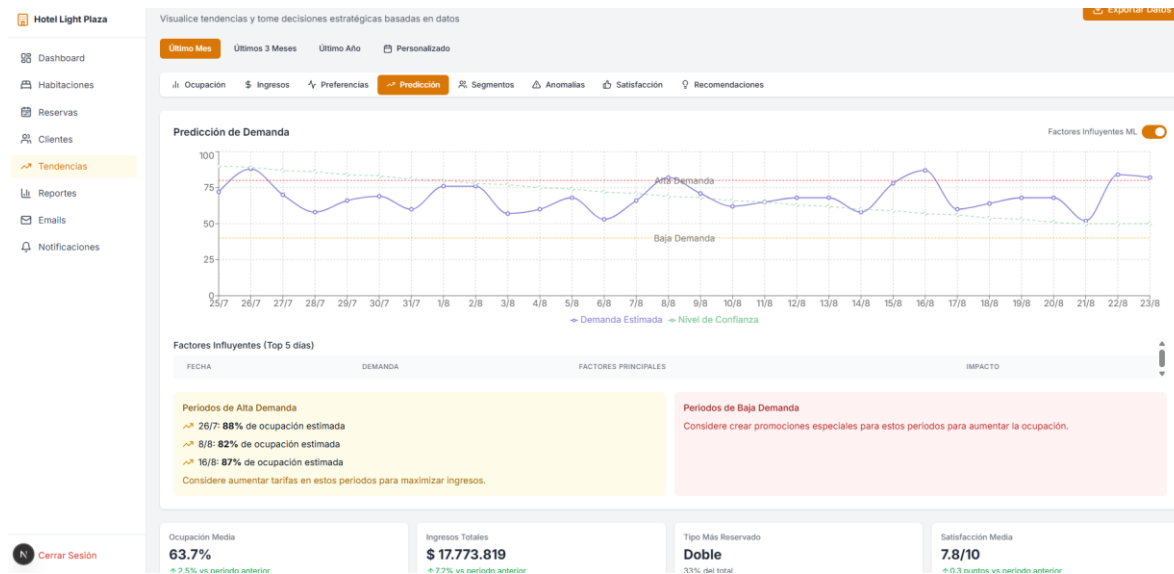 Hotel Light Plaza
Dashboard
Habitaciones
Reservas
Clientes
Tendencias
Reportes
Emails
Notificaciones
N
Cerrar Sesión
Visualice tendencias y tome decisiones estratégicas basadas en datos
Exportar Datos
Último Mes Últimos 3 Meses Último Año Personalizado
Ocupación $ Ingresos Preferencias Predicción Segmentos Anomalías Satisfacción Recomendaciones
Predicción de Demanda
Factores Influyentes ML
100
75
50
25
0
Alta Demanda
Baja Demanda
25/7 26/7 27/7 28/7 29/7 30/7 31/7 1/8 2/8 3/8 4/8 5/8 6/8 7/8 8/8 9/8 10/8 11/8 12/8 13/8 14/8 15/8 16/8 17/8 18/8 19/8 20/8 21/8 22/8 23/8
Demanda Estimada Nivel de Confianza
Factores Influyentes (Top 5 días)
FECHA DEMANDA FACTORES PRINCIPALES IMPACTO
Periodos de Alta Demanda
26/7: 88% de ocupación estimada
8/8: 82% de ocupación estimada
16/8: 87% de ocupación estimada
Considere aumentar tarifas en estos periodos para maximizar ingresos.
Periodos de Baja Demanda
Considere crear promociones especiales para estos periodos para aumentar la ocupación.
Ocupación Media
63.7%
↑2.5% vs periodo anterior
Ingresos Totales
$ 17.773.819
↑7.2% vs periodo anterior
Tipo Más Reservado
Doble
33% del total
Satisfacción Media
7.8/10
↑0.3 puntos vs periodo anterior